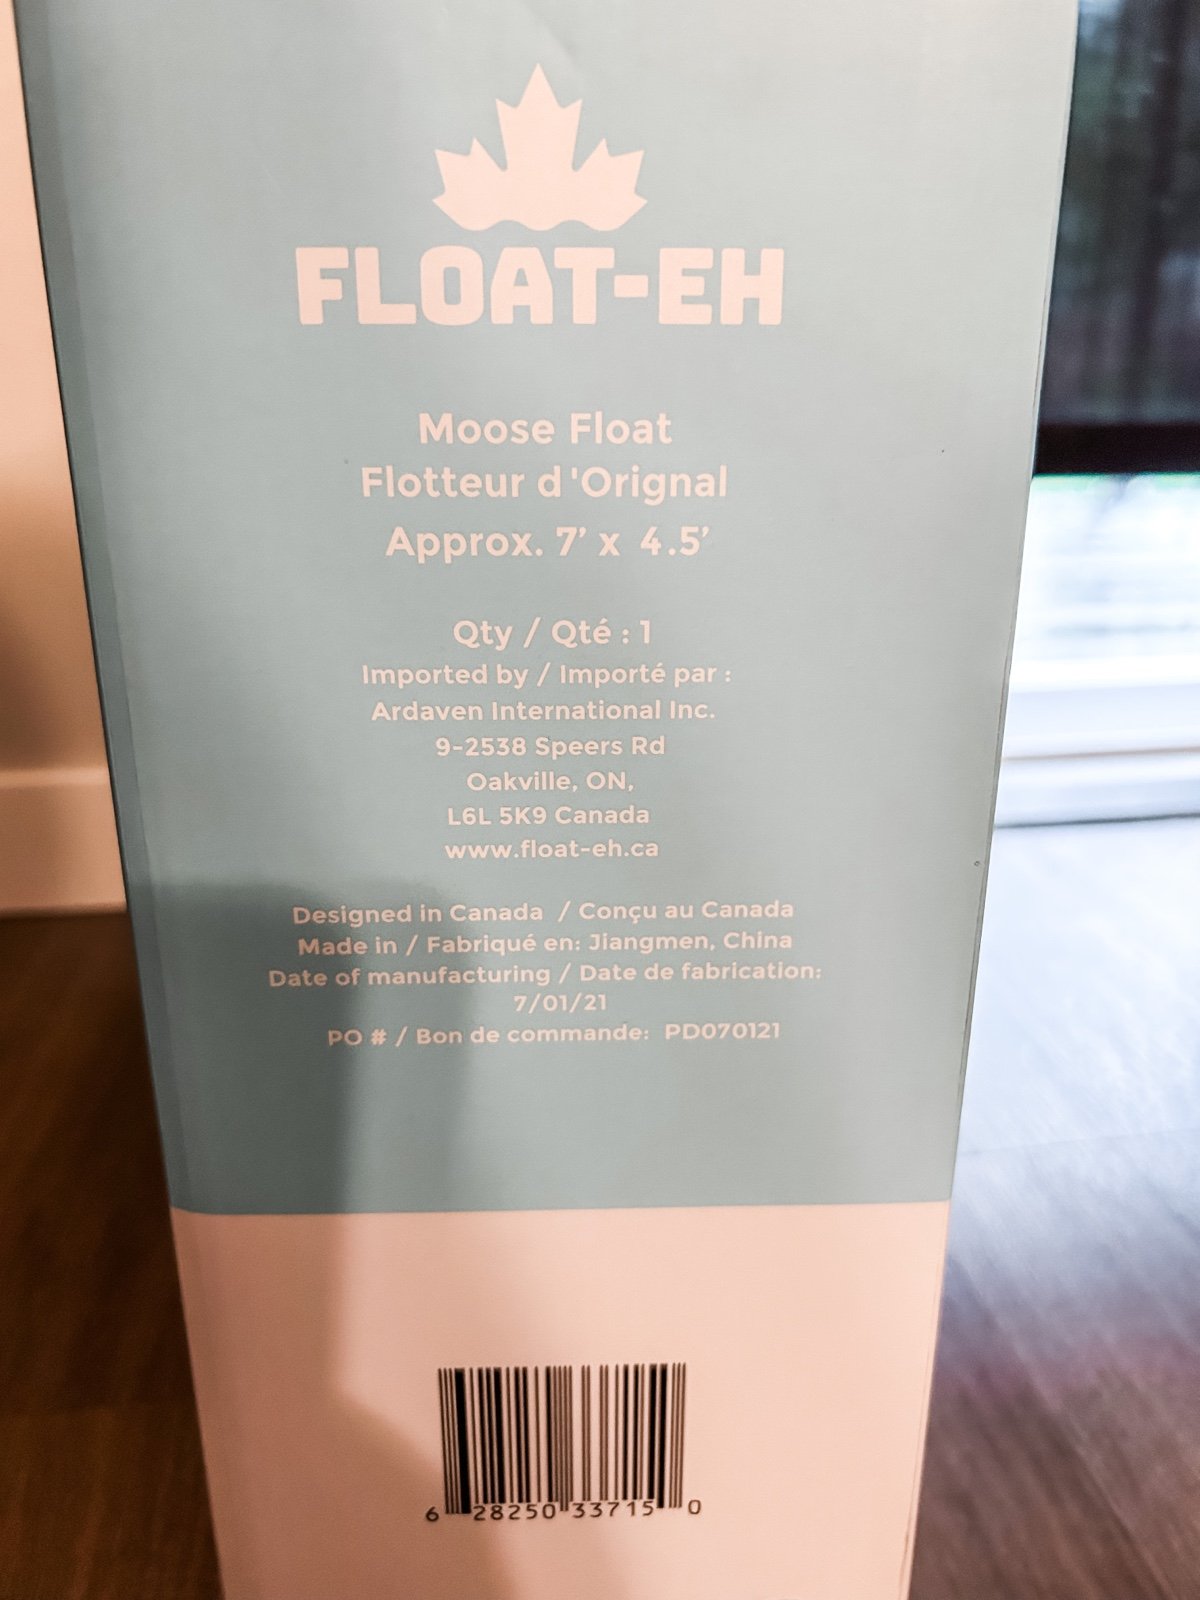 FLOAT-EH
Moose Float
Flotteur d'Orignal
Approx. 7' x 4.5'
Qty / Qté : 1
Imported by / Importé par :
Ardaven International Inc.
9-2538 Speers Rd
Oakville, ON,
L6L 5K9 Canada
www.float-eh.ca
Designed in Canada / Conçu au Canada
Made in / Fabriqué en: Jiangmen, China
Date of manufacturing / Date de fabrication:
7/01/21
PO # / Bon de commande: PD070121
6 28250 33715 0